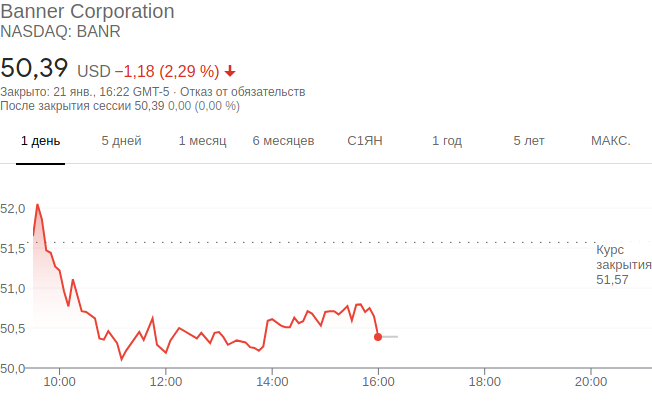 Banner Corporation
NASDAQ: BANR
50,39 USD −1,18 (2,29 %)
Закрыто: 21 янв., 16:22 GMT-5 · Отказ от обязательств
После закрытия сессии 50,39 0,00 (0,00 %)
1 день 5 дней 1 месяц 6 месяцев С1ЯН 1 год 5 лет МАКС.
52,0
51,5
Курс
закрытия
51,57
51,0
50,5
50,0
10:00 12:00 14:00 16:00 18:00 20:00